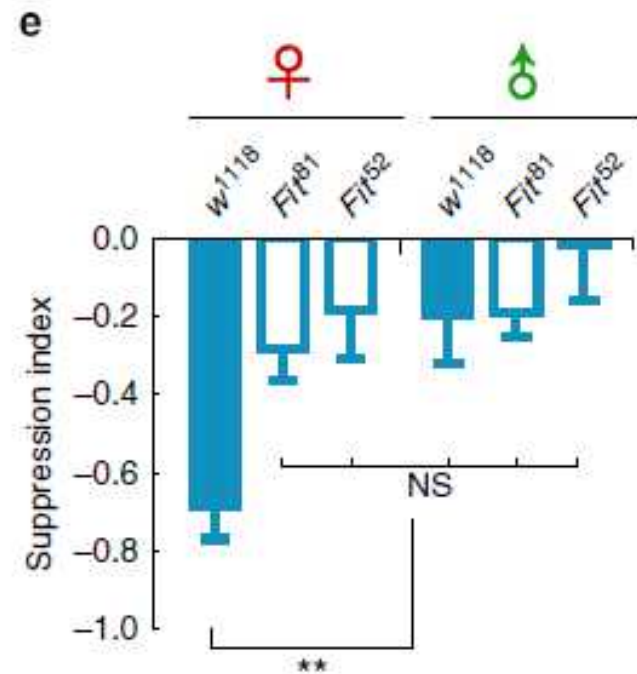 e
♀ ♂
w¹¹¹⁸ Fit⁸¹ Fit⁵² w¹¹¹⁸ Fit⁸¹ Fit⁵²
0.0
−0.2
−0.4
−0.6
−0.8
−1.0
Suppression index
NS
**